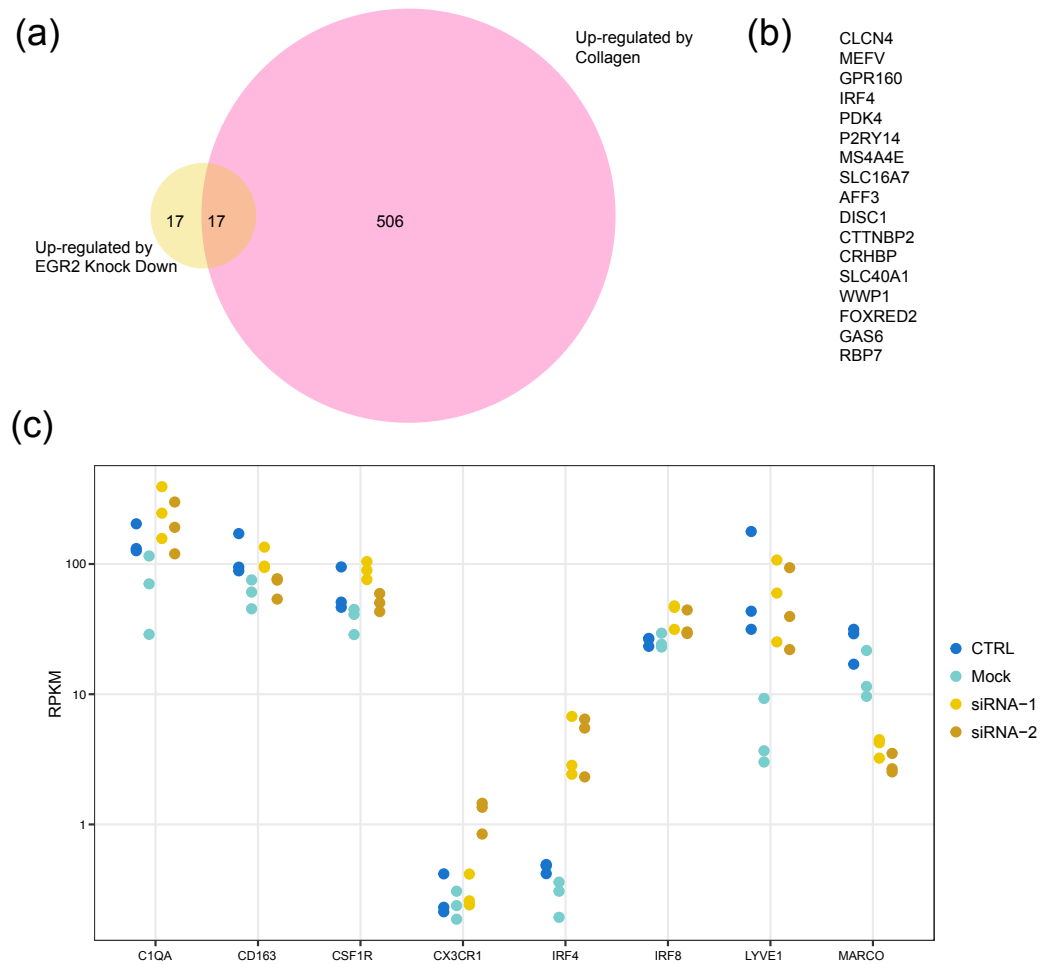 (a)
Up-regulated by
Collagen
17
17
506
Up-regulated by
EGR2 Knock Down
(b)
CLCN4
MEFV
GPR160
IRF4
PDK4
P2RY14
MS4A4E
SLC16A7
AFF3
DISC1
CTTNBP2
CRHBP
SLC40A1
WWP1
FOXRED2
GAS6
RBP7
(c)
RPKM
100
10
1
C1QA
CD163
CSF1R
CX3CR1
IRF4
IRF8
LYVE1
MARCO
CTRL
Mock
siRNA−1
siRNA−2